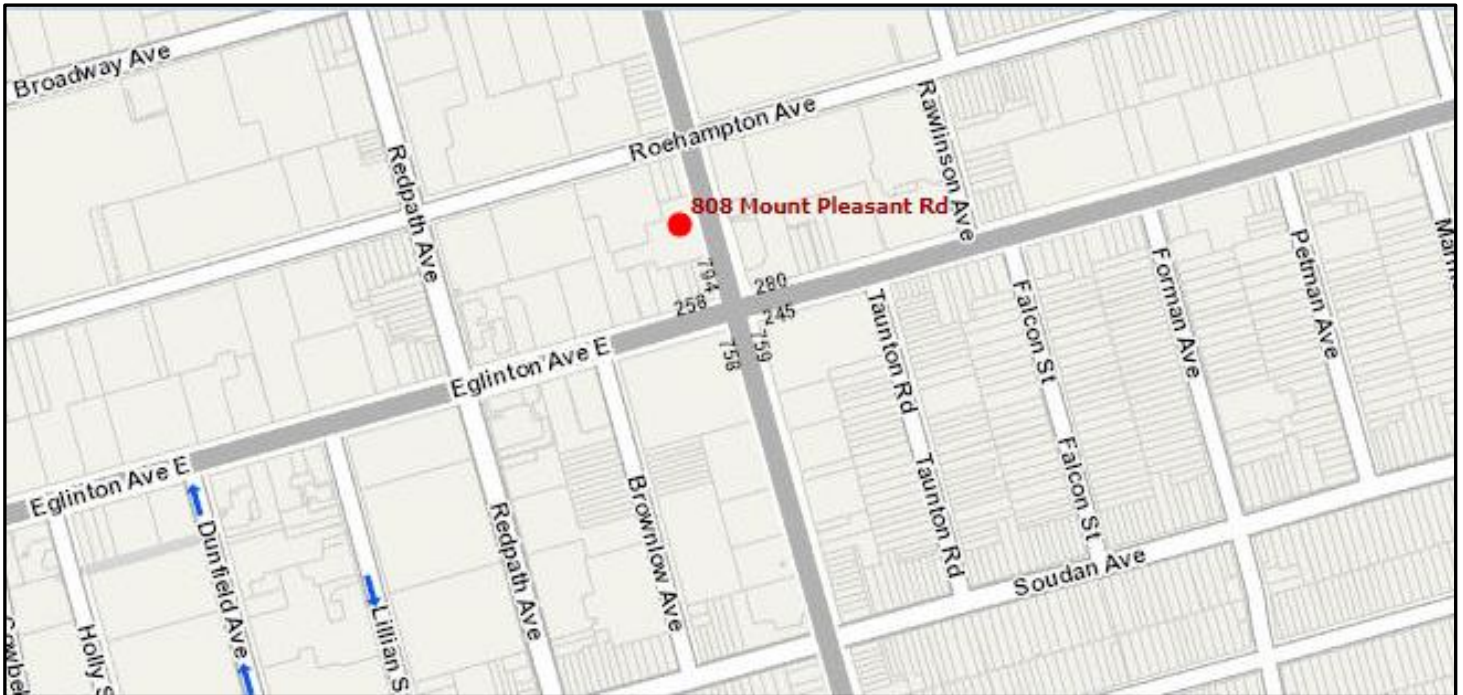 Broadway Ave
Roehampton Ave
Rawlinson Ave
Redpath Ave
808 Mount Pleasant Rd
794
280
258
245
759
758
Eglinton Ave E
Eglinton Ave E
Taunton Rd
Taunton Rd
Falcon St
Falcon St
Forman Ave
Petman Ave
Soudan Ave
Brownlow Ave
Redpath Ave
Lillian S
Dunfield Ave
Holly S